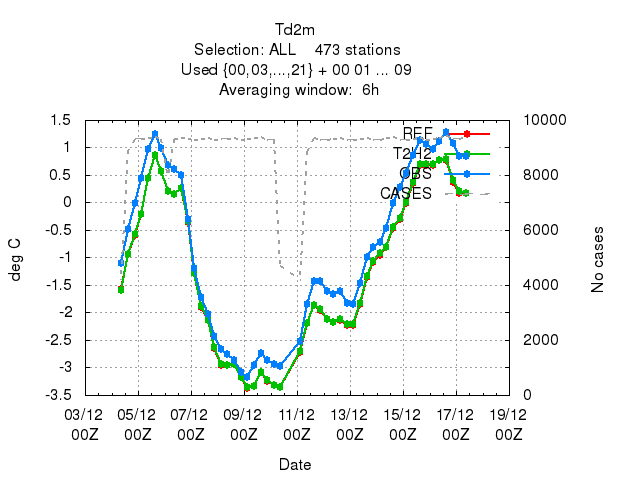 Td2m
Selection: ALL 473 stations
Used {00,03,...,21} + 00 01 ... 09
Averaging window: 6h
1.5 10000
1 REF
T2H2
0.5 8000
OBS
0 CASES
-0.5 6000
-1
deg C No cases
-1.5 4000
-2
-2.5 2000
-3
-3.5 0
03/12 05/12 07/12 09/12 11/12 13/12 15/12 17/12 19/12
00Z 00Z 00Z 00Z 00Z 00Z 00Z 00Z 00Z
Date